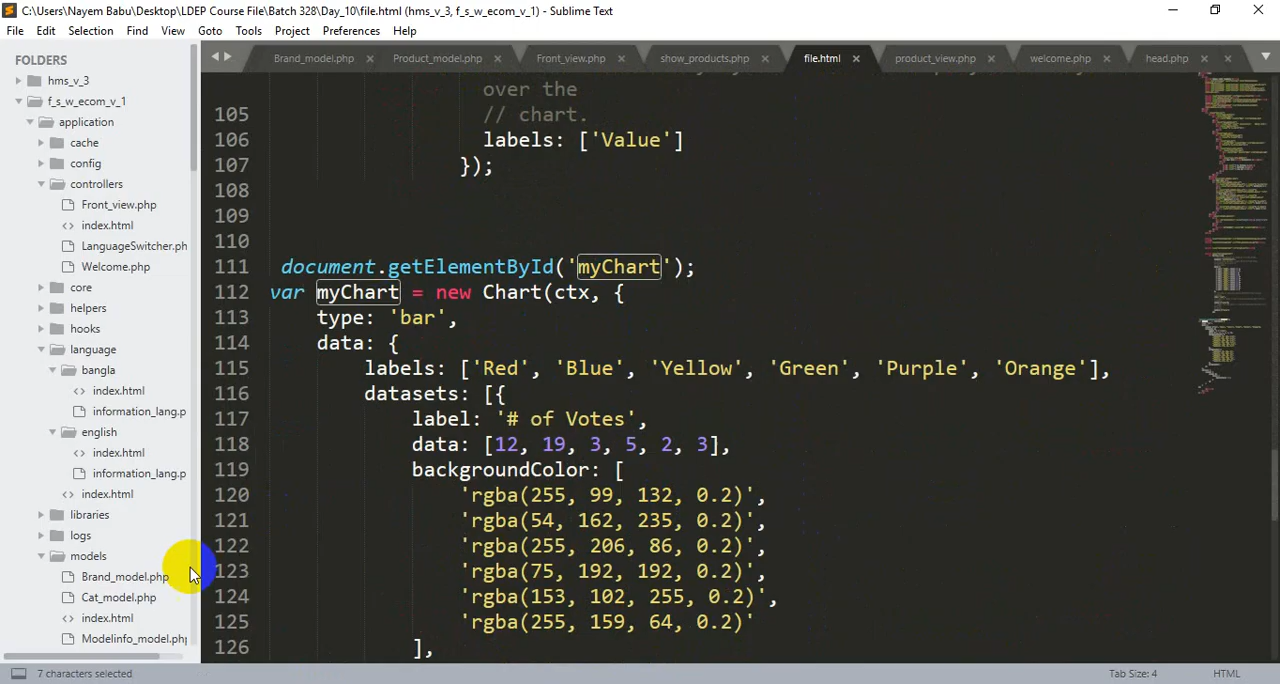 C:\Users\Nayem Babu\Desktop\LDEP Course File\Batch 328\Day_10\file.html (hms_v_3, f_s_w_ecom_v_1) - Sublime Text
File Edit Selection Find View Goto Tools Project Preferences Help
FOLDERS
hms_v_3
f_s_w_ecom_v_1
application
cache
config
controllers
Front_view.php
index.html
LanguageSwitcher.ph
Welcome.php
core
helpers
hooks
language
bangla
index.html
information_lang.p
english
index.html
information_lang.p
index.html
libraries
logs
models
Brand_model.php
Cat_model.php
index.html
Modelinfo_model.php
Brand_model.php Product_model.php Front_view.php show_products.php file.html product_view.php welcome.php head.php
over the
// chart.
105
106 labels: ['Value']
107 });
108
109
110
111 document.getElementById('myChart');
112 var myChart = new Chart(ctx, {
113 type: 'bar',
114 data: {
115 labels: ['Red', 'Blue', 'Yellow', 'Green', 'Purple', 'Orange'],
116 datasets: [{
117 label: '# of Votes',
118 data: [12, 19, 3, 5, 2, 3],
119 backgroundColor: [
120 'rgba(255, 99, 132, 0.2)',
121 'rgba(54, 162, 235, 0.2)',
122 'rgba(255, 206, 86, 0.2)',
123 'rgba(75, 192, 192, 0.2)',
124 'rgba(153, 102, 255, 0.2)',
125 'rgba(255, 159, 64, 0.2)'
126 ],
7 characters selected
Tab Size: 4
HTML